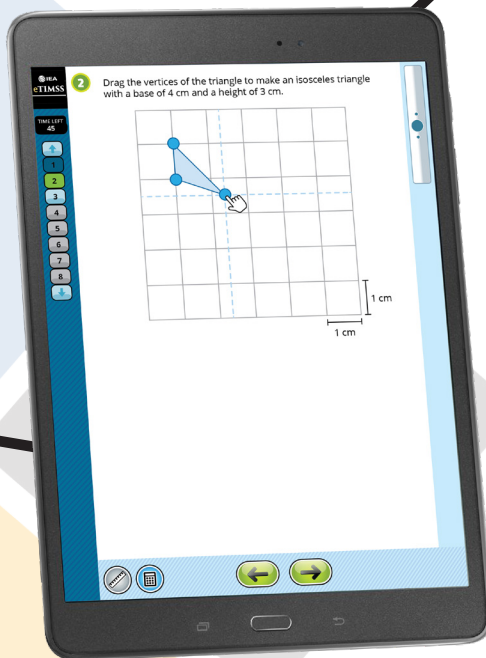 IEA
eTIMSS
2
Drag the vertices of the triangle to make an isosceles triangle
with a base of 4 cm and a height of 3 cm.
TIME LEFT
45
1
2
3
4
5
6
7
8
1 cm
1 cm